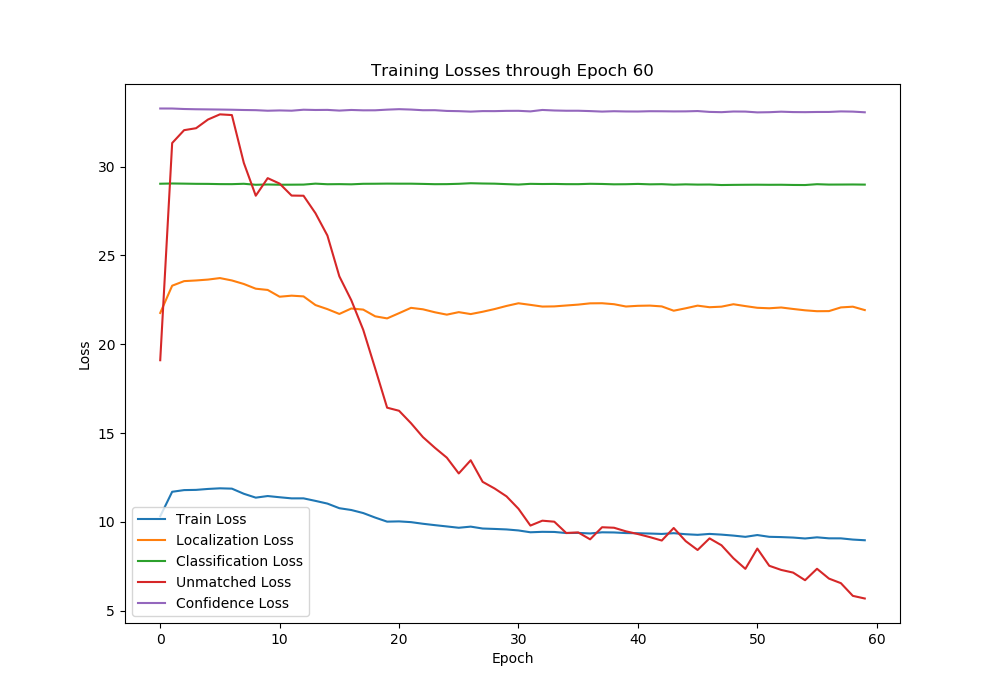 Training Losses through Epoch 60
Loss
30
25
20
15
10
5
Train Loss
Localization Loss
Classification Loss
Unmatched Loss
Confidence Loss
0 10 20 30 40 50 60
Epoch